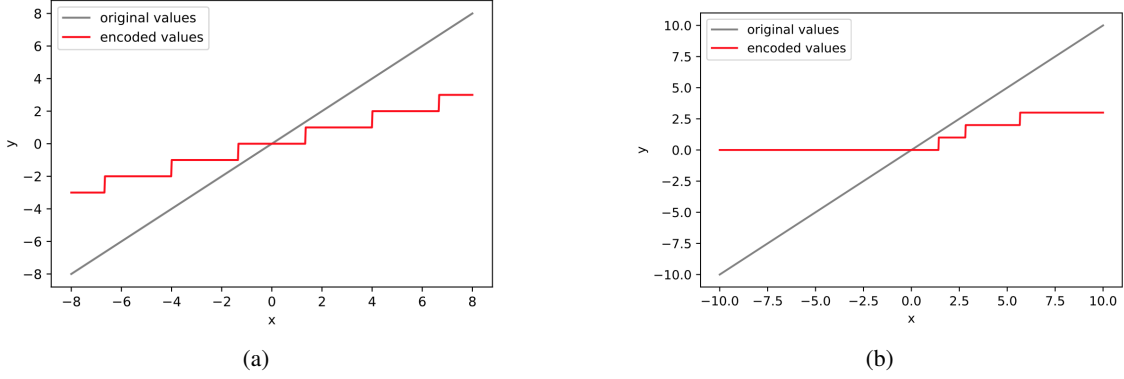 original values
encoded values
8
6
4
2
0
−2
−4
−6
−8
y
−8 −6 −4 −2 0 2 4 6 8
x
(a)
original values
encoded values
10.0
7.5
5.0
2.5
0.0
−2.5
−5.0
−7.5
−10.0
y
−10.0 −7.5 −5.0 −2.5 0.0 2.5 5.0 7.5 10.0
x
(b)